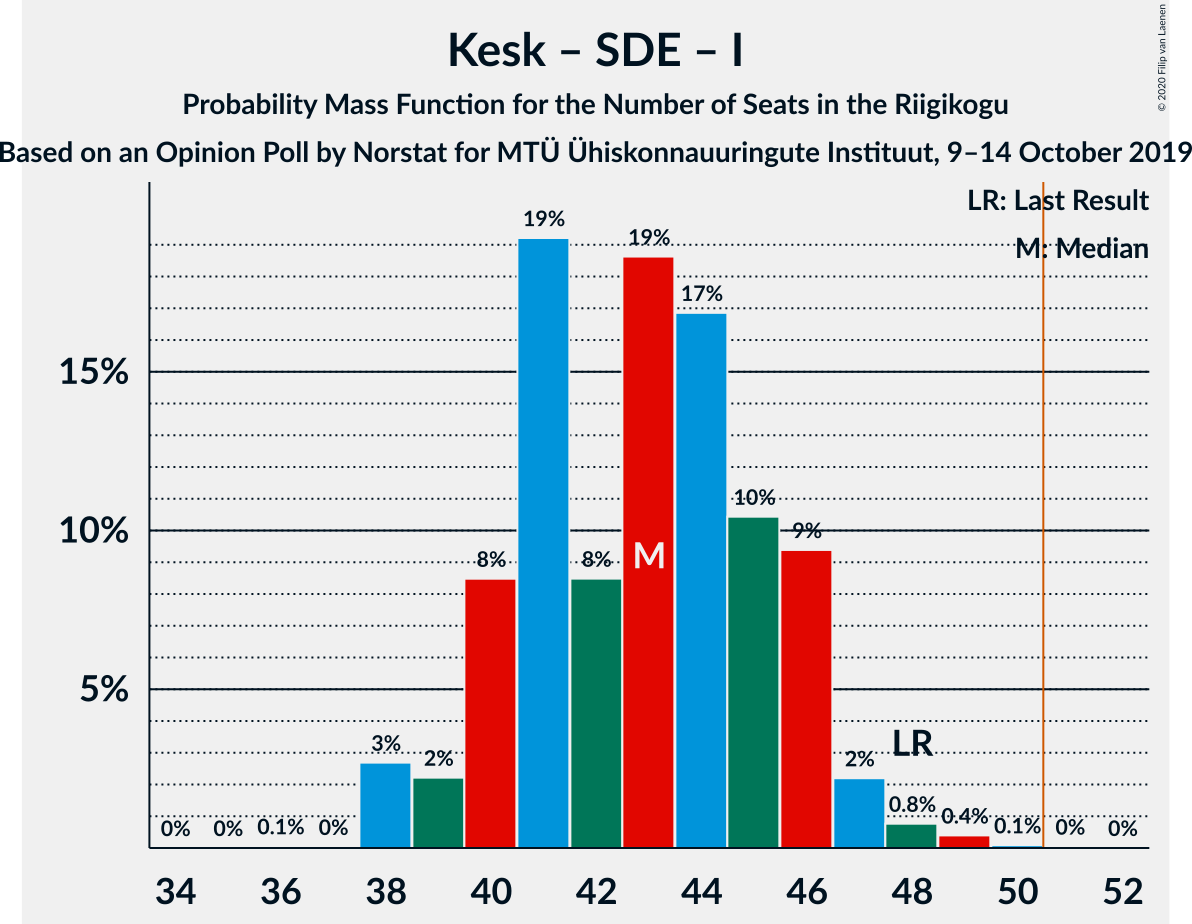 Kesk – SDE – I
Probability Mass Function for the Number of Seats in the Riigikogu
Based on an Opinion Poll by Norstat for MTÜ Ühiskonnauuringute Instituut, 9–14 October 2019
© 2020 Filip van Laenen
LR: Last Result
M: Median
19%
19%
17%
15%
10%
10%
9%
8%
8%
M
5%
3%
2%
2%
LR
0%
0%
0.1%
0%
0.8%
0.4%
0.1%
0%
0%
34 36 38 40 42 44 46 48 50 52